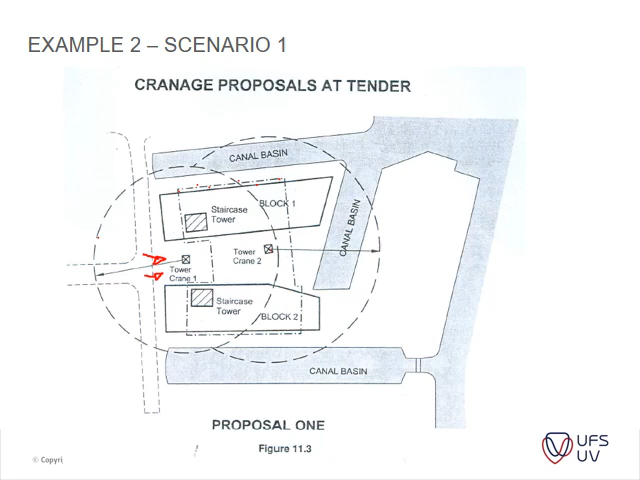 EXAMPLE 2 – SCENARIO 1
CRANAGE PROPOSALS AT TENDER
CANAL BASIN
BLOCK 1
Staircase
Tower
CANAL BASIN
Tower
Crane 2
Tower
Crane 1
Staircase
Tower
BLOCK 2
CANAL BASIN
PROPOSAL ONE
Figure 11.3
© Copyri
UFS
UV